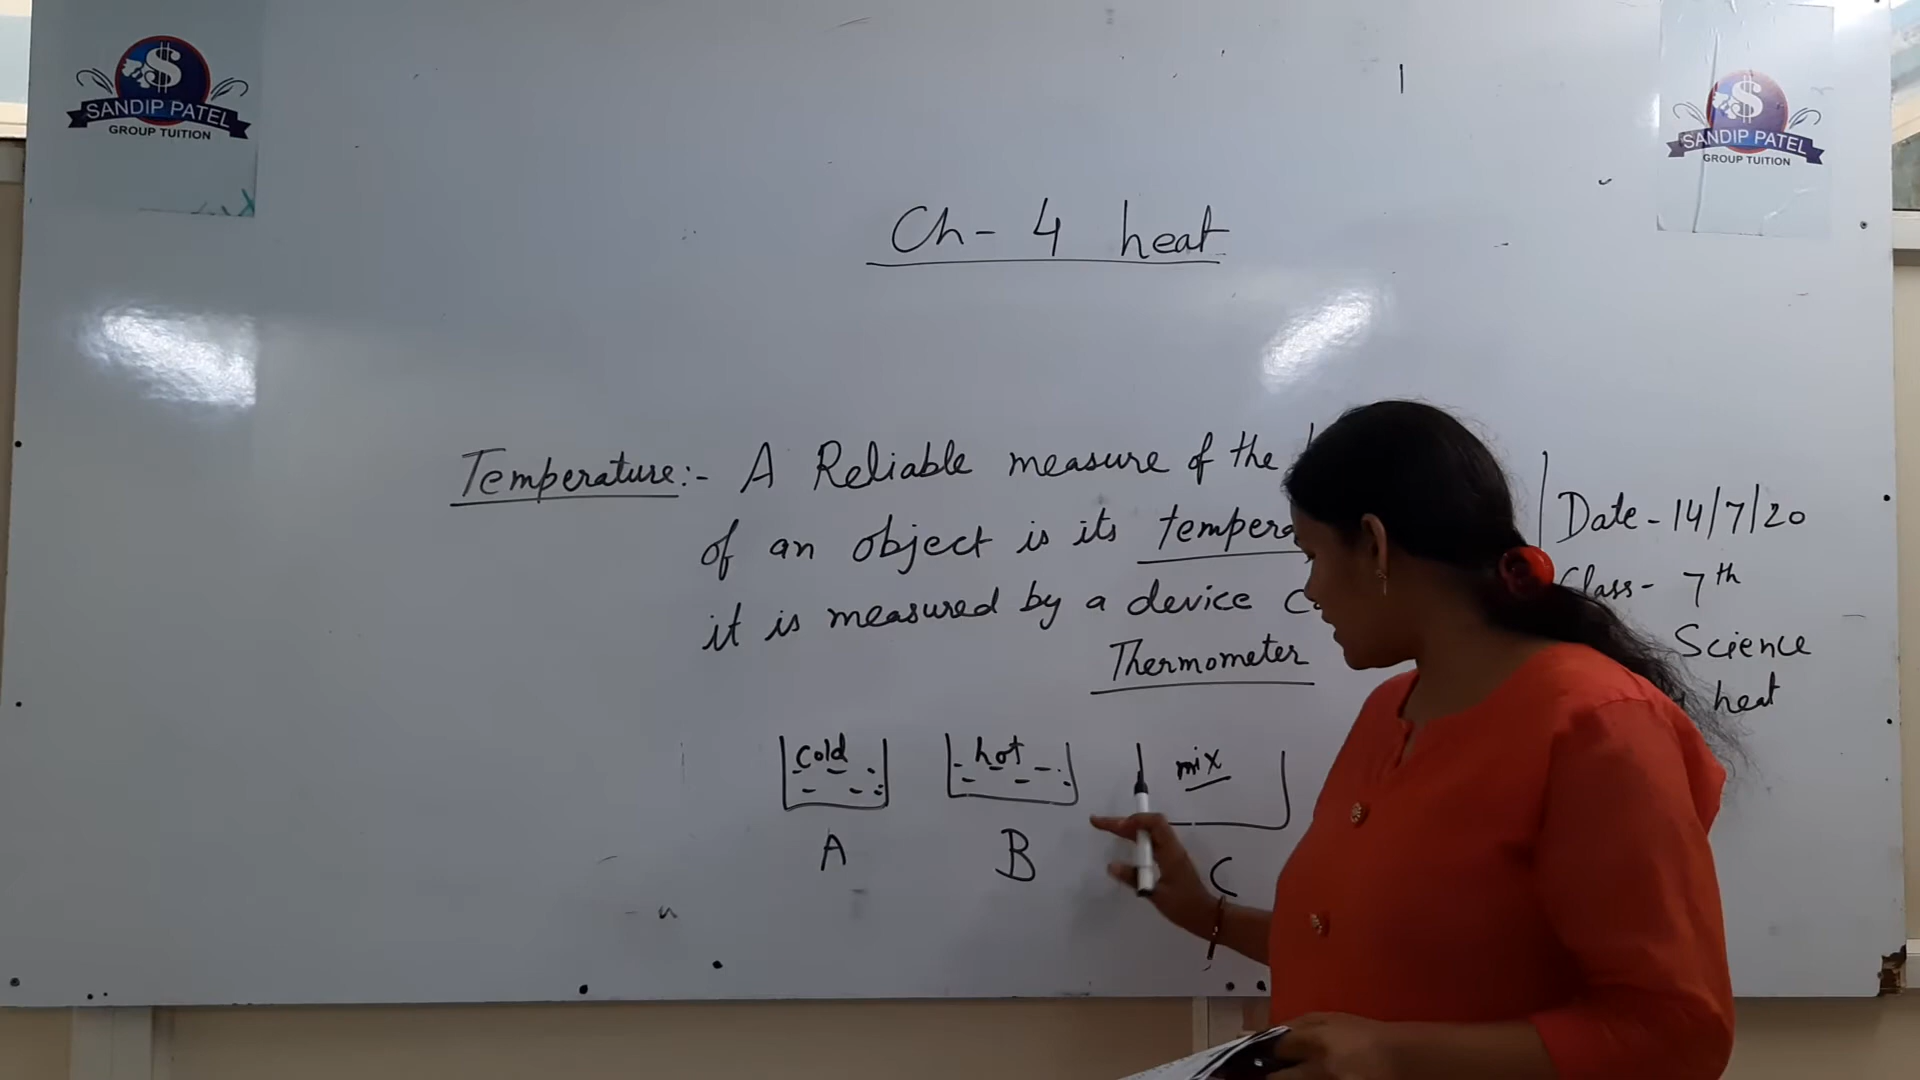 $
SANDIP PATEL
GROUP TUITION
$
SANDIP PATEL
GROUP TUITION
Ch- 4 heat
Temperature:- A Reliable measure of the
of an object is its
it is measured by a device
Thermometer
Date - 14/7/20
Class- 7th
Science
heat
cold
hot
mix
A
B
C